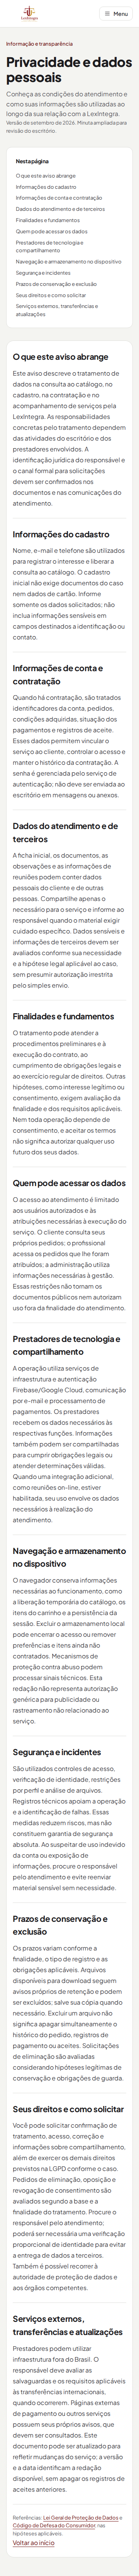 LexIntegra
Menu
Informação e transparência
Privacidade e dados
pessoais
Conheça as condições do atendimento e
como suas informações são utilizadas ao
longo da sua relação com a LexIntegra.
Versão de setembro de 2026. Minuta ampliada para
revisão do escritório.
Nesta página
O que este aviso abrange
Informações do cadastro
Informações de conta e contratação
Dados do atendimento e de terceiros
Finalidades e fundamentos
Quem pode acessar os dados
Prestadores de tecnologia e
compartilhamento
Navegação e armazenamento no dispositivo
Segurança e incidentes
Prazos de conservação e exclusão
Seus direitos e como solicitar
Serviços externos, transferências e
atualizações
O que este aviso abrange
Este aviso descreve o tratamento de
dados na consulta ao catálogo, no
cadastro, na contratação e no
acompanhamento de serviços pela
LexIntegra. As responsabilidades
concretas pelo tratamento dependem
das atividades do escritório e dos
prestadores envolvidos. A
identificação jurídica do responsável e
o canal formal para solicitações
devem ser confirmados nos
documentos e nas comunicações do
atendimento.
Informações do cadastro
Nome, e-mail e telefone são utilizados
para registrar o interesse e liberar a
consulta ao catálogo. O cadastro
inicial não exige documentos do caso
nem dados de cartão. Informe
somente os dados solicitados; não
inclua informações sensíveis em
campos destinados a identificação ou
contato.
Informações de conta e
contratação
Quando há contratação, são tratados
identificadores da conta, pedidos,
condições adquiridas, situação dos
pagamentos e registros de aceite.
Esses dados permitem vincular o
serviço ao cliente, controlar o acesso e
manter o histórico da contratação. A
senha é gerenciada pelo serviço de
autenticação; não deve ser enviada ao
escritório em mensagens ou anexos.
Dados do atendimento e de
terceiros
A ficha inicial, os documentos, as
observações e as informações de
reuniões podem conter dados
pessoais do cliente e de outras
pessoas. Compartilhe apenas o
necessário para o serviço e informe ao
responsável quando o material exigir
cuidado específico. Dados sensíveis e
informações de terceiros devem ser
avaliados conforme sua necessidade
e a hipótese legal aplicável ao caso,
sem presumir autorização irrestrita
pelo simples envio.
Finalidades e fundamentos
O tratamento pode atender a
procedimentos preliminares e à
execução do contrato, ao
cumprimento de obrigações legais e
ao exercício regular de direitos. Outras
hipóteses, como interesse legítimo ou
consentimento, exigem avaliação da
finalidade e dos requisitos aplicáveis.
Nem toda operação depende de
consentimento, e aceitar os termos
não significa autorizar qualquer uso
futuro dos seus dados.
Quem pode acessar os dados
O acesso ao atendimento é limitado
aos usuários autorizados e às
atribuições necessárias à execução do
serviço. O cliente consulta seus
próprios pedidos; o profissional
acessa os pedidos que lhe foram
atribuídos; a administração utiliza
informações necessárias à gestão.
Essas restrições não tornam os
documentos públicos nem autorizam
uso fora da finalidade do atendimento.
Prestadores de tecnologia e
compartilhamento
A operação utiliza serviços de
infraestrutura e autenticação
Firebase/Google Cloud, comunicação
por e-mail e processamento de
pagamentos. Os prestadores
recebem os dados necessários às
respectivas funções. Informações
também podem ser compartilhadas
para cumprir obrigações legais ou
atender determinações válidas.
Quando uma integração adicional,
como reuniões on-line, estiver
habilitada, seu uso envolve os dados
necessários à realização do
atendimento.
Navegação e armazenamento
no dispositivo
O navegador conserva informações
necessárias ao funcionamento, como
a liberação temporária do catálogo, os
itens do carrinho e a persistência da
sessão. Excluir o armazenamento local
pode encerrar o acesso ou remover
preferências e itens ainda não
contratados. Mecanismos de
proteção contra abuso podem
processar sinais técnicos. Esta
redação não representa autorização
genérica para publicidade ou
rastreamento não relacionado ao
serviço.
Segurança e incidentes
São utilizados controles de acesso,
verificação de identidade, restrições
por perfil e análise de arquivos.
Registros técnicos apoiam a operação
e a identificação de falhas. Essas
medidas reduzem riscos, mas não
constituem garantia de segurança
absoluta. Ao suspeitar de uso indevido
da conta ou exposição de
informações, procure o responsável
pelo atendimento e evite reenviar
material sensível sem necessidade.
Prazos de conservação e
exclusão
Os prazos variam conforme a
finalidade, o tipo de registro e as
obrigações aplicáveis. Arquivos
disponíveis para download seguem
avisos próprios de retenção e podem
ser excluídos; salve sua cópia quando
necessário. Excluir um arquivo não
significa apagar simultaneamente o
histórico do pedido, registros de
pagamento ou aceites. Solicitações
de eliminação são avaliadas
considerando hipóteses legítimas de
conservação e obrigações de guarda.
Seus direitos e como solicitar
Você pode solicitar confirmação de
tratamento, acesso, correção e
informações sobre compartilhamento,
além de exercer os demais direitos
previstos na LGPD conforme o caso.
Pedidos de eliminação, oposição e
revogação de consentimento são
avaliados segundo a base e a
finalidade do tratamento. Procure o
responsável pelo atendimento;
poderá ser necessária uma verificação
proporcional de identidade para evitar
a entrega de dados a terceiros.
Também é possível recorrer à
autoridade de proteção de dados e
aos órgãos competentes.
Serviços externos,
transferências e atualizações
Prestadores podem utilizar
infraestrutura fora do Brasil. O
responsável deve avaliar as
salvaguardas e os requisitos aplicáveis
às transferências internacionais,
quando ocorrerem. Páginas externas
de pagamento ou outros serviços
possuem seus próprios avisos, que
devem ser consultados. Este
documento pode ser atualizado para
refletir mudanças do serviço; a versão
e a data identificam a redação
disponível, sem apagar os registros de
aceites anteriores.
Referências: Lei Geral de Proteção de Dados e
Código de Defesa do Consumidor, nas
hipóteses aplicáveis.
Voltar ao início